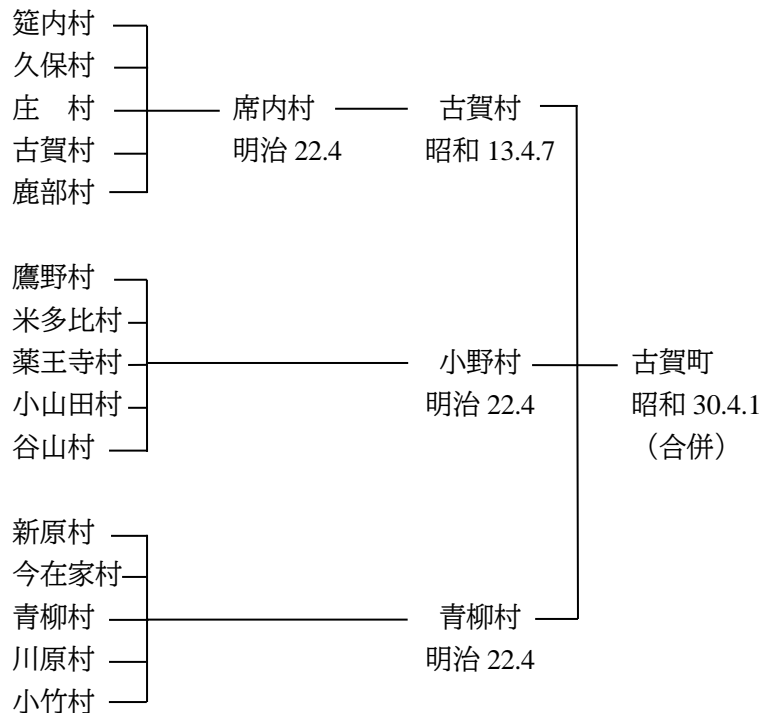 筵内村
久保村
庄　村
古賀村
鹿部村
席内村
明治 22.4
古賀村
昭和 13.4.7
鷹野村
米多比村
薬王寺村
小山田村
谷山村
小野村
明治 22.4
古賀町
昭和 30.4.1
（合併）
新原村
今在家村
青柳村
川原村
小竹村
青柳村
明治 22.4